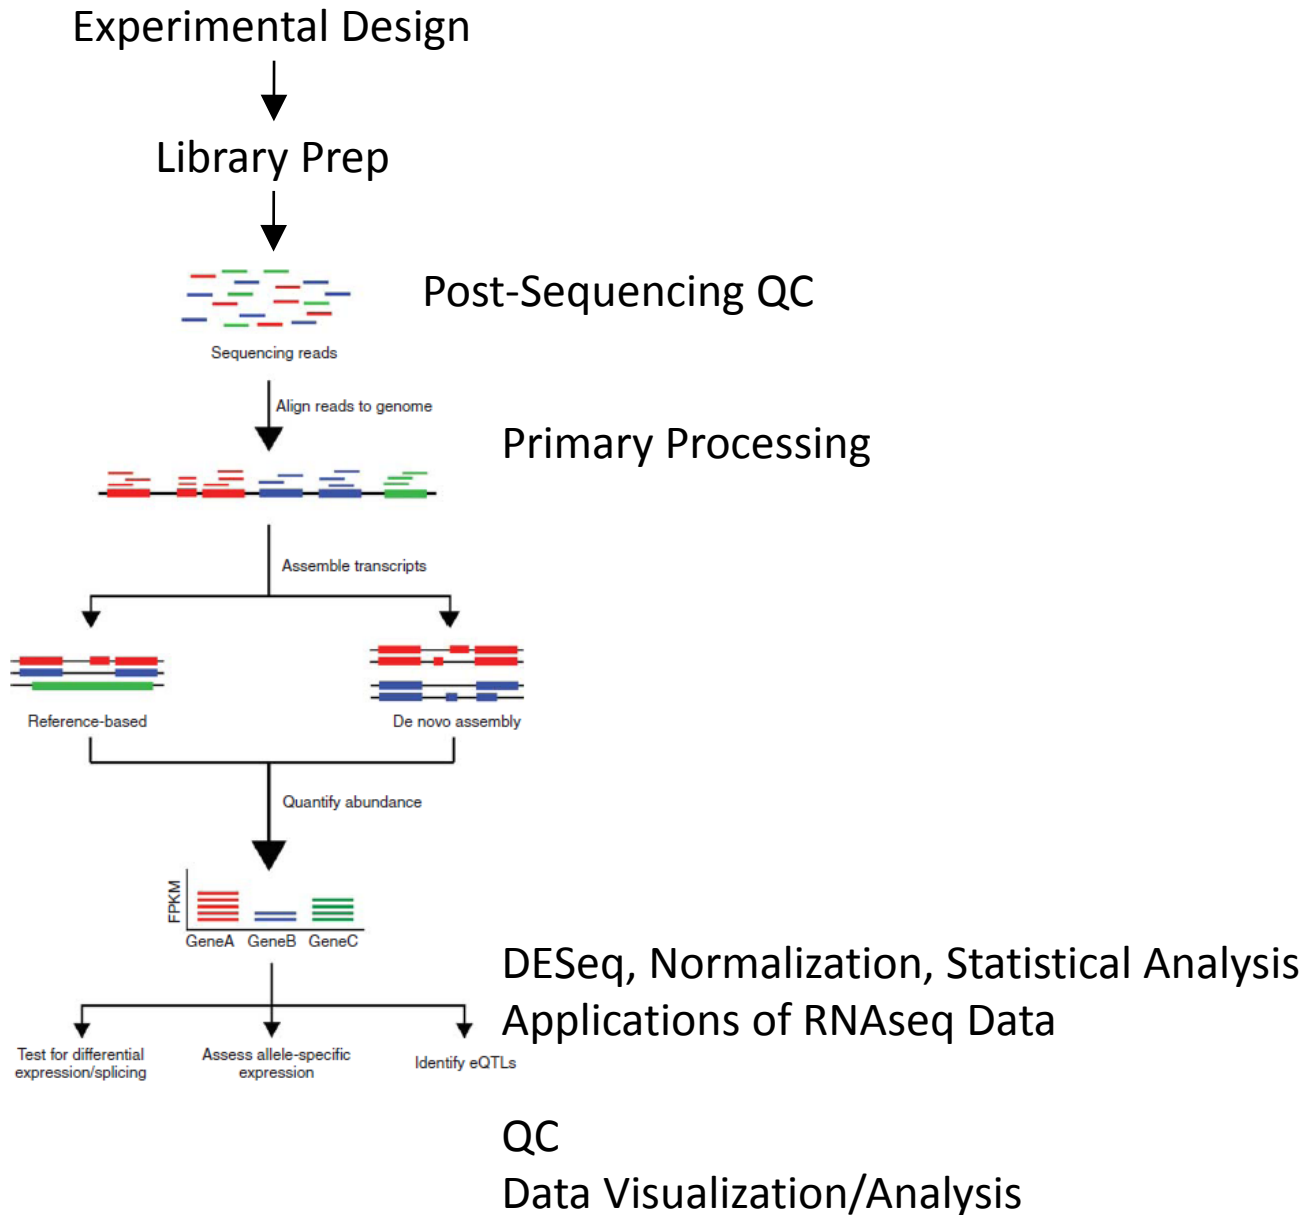 Experimental Design
Library Prep
Post-Sequencing QC
Sequencing reads
Align reads to genome
Primary Processing
Assemble transcripts
Reference-based
De novo assembly
Quantify abundance
FPKM
GeneA GeneB GeneC
DESeq, Normalization, Statistical Analysis
Applications of RNAseq Data
Test for differential
expression/splicing
Assess allele-specific
expression
Identify eQTLs
QC
Data Visualization/Analysis